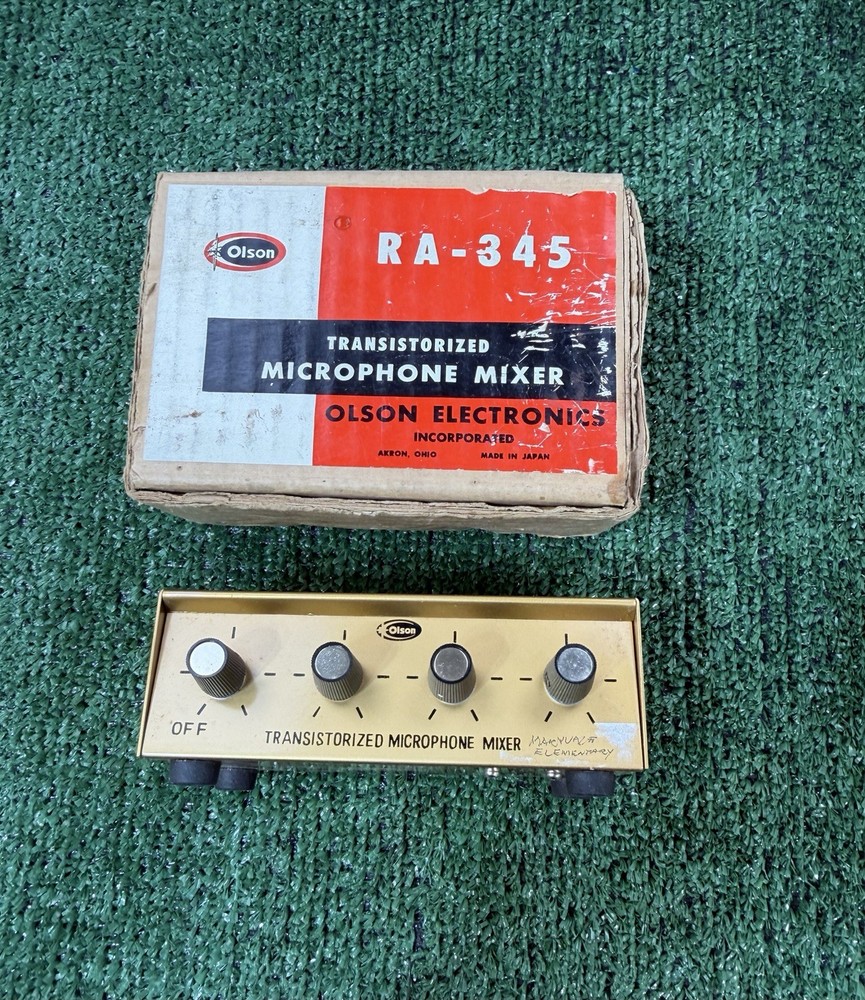 Olson
RA-345
TRANSISTORIZED
MICROPHONE MIXER
OLSON ELECTRONICS
INCORPORATED
AKRON, OHIO MADE IN JAPAN
Olson
OFF
TRANSISTORIZED MICROPHONE MIXER
ELEMENTARY